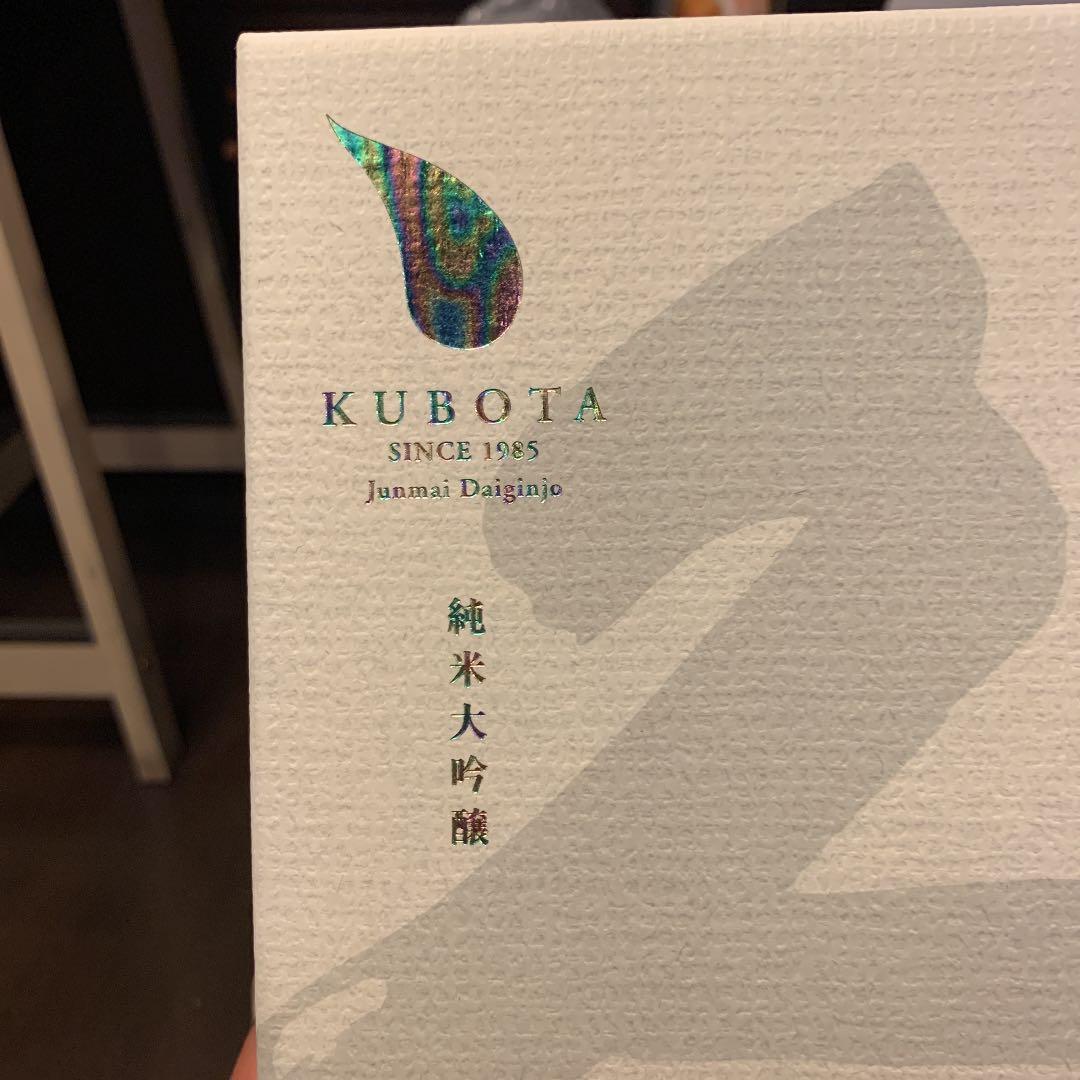 KUBOTA
SINCE 1985
Junmai Daiginjo
純米大吟醸